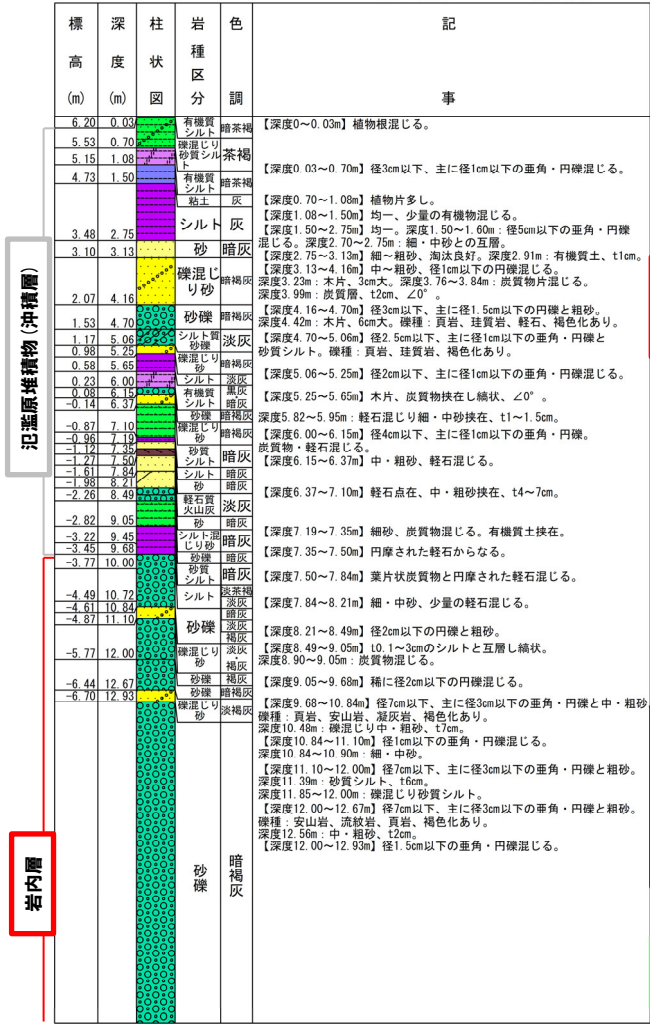 標高(m)
深度(m)
柱状図
岩種区分
色調
記事
氾濫原堆積物(沖積層)
岩内層
6.20 0.03
5.53 0.70
5.15 1.08
4.73 1.50
3.48 2.75
3.10 3.13
2.07 4.16
1.53 4.70
1.17 5.06
0.98 5.25
0.58 5.65
0.23 6.00
0.08 6.15
-0.14 6.37
-0.87 7.10
-0.96 7.19
-1.12 7.35
-1.27 7.50
-1.61 7.84
-1.98 8.21
-2.26 8.49
-2.82 9.05
-3.22 9.45
-3.45 9.68
-3.77 10.00
-4.49 10.72
-4.61 10.84
-4.87 11.10
-5.77 12.00
-6.44 12.67
-6.70 12.93
有機質シルト 暗茶褐
礫混じり砂質シルト 茶褐
有機質シルト 暗茶褐
粘土 灰
シルト 灰
砂 暗灰
礫混じり砂 暗褐灰
砂礫 暗褐灰
シルト質砂礫 淡灰
礫混じり砂 暗褐灰
シルト 淡灰
有機質シルト 黒灰 暗灰
砂礫 暗褐灰
礫混じり砂 暗褐灰
砂質シルト 暗灰
シルト 暗灰
砂 暗灰
軽石質火山灰 淡灰
砂 暗灰
シルト混じり砂 暗灰
砂礫 暗灰
砂質シルト 暗灰
シルト 淡茶褐 淡灰
砂礫 暗灰 淡灰 褐灰
礫混じり砂 淡灰・褐灰
砂礫 褐灰
砂礫 暗褐灰
礫混じり砂 淡褐灰
砂礫 暗褐灰
【深度0~0.03m】植物根混じる。
【深度0.03~0.70m】径3cm以下、主に径1cm以下の亜角・円礫混じる。
【深度0.70~1.08m】植物片多し。
【深度1.08~1.50m】均一、少量の有機物混じる。
【深度1.50~2.75m】均一。深度1.50~1.60m：径5cm以下の亜角・円礫
混じる。深度2.70~2.75m：細・中砂との互層。
【深度2.75~3.13m】細~粗砂、淘汰良好。深度2.91m：有機質土、t1cm。
【深度3.13~4.16m】中~粗砂、径1cm以下の円礫混じる。
深度3.23m：木片、3cm大。深度3.76~3.84m：炭質物片混じる。
深度3.99m：炭質層、t2cm、∠0°。
【深度4.16~4.70m】径3cm以下、主に径1.5cm以下の円礫と粗砂。
深度4.42m：木片、6cm大。礫種：頁岩、珪質岩、軽石、褐色化あり。
【深度4.70~5.06m】径2.5cm以下、主に径1cm以下の亜角・円礫と
砂質シルト。礫種：頁岩、珪質岩、褐色化あり。
【深度5.06~5.25m】径2cm以下、主に径1cm以下の亜角・円礫混じる。
【深度5.25~5.65m】木片、炭質物挟在し縞状、∠0°。
深度5.82~5.95m：軽石混じり細・中砂挟在、t1~1.5cm。
【深度6.00~6.15m】径4cm以下、主に径1cm以下の亜角・円礫。
炭質物・軽石混じる。
【深度6.15~6.37m】中・粗砂、軽石混じる。
【深度6.37~7.10m】軽石点在、中・粗砂挟在、t4~7cm。
【深度7.19~7.35m】細砂、炭質物混じる。有機質土挟在。
【深度7.35~7.50m】円摩された軽石からなる。
【深度7.50~7.84m】葉片状炭質物と円摩された軽石混じる。
【深度7.84~8.21m】細・中砂、少量の軽石混じる。
【深度8.21~8.49m】径2cm以下の円礫と粗砂。
【深度8.49~9.05m】t0.1~3cmのシルトと互層し縞状。
深度8.90~9.05m：炭質物混じる。
【深度9.05~9.68m】稀に径2cm以下の円礫混じる。
【深度9.68~10.84m】径7cm以下、主に径3cm以下の亜角・円礫と中・粗砂
礫種：頁岩、安山岩、凝灰岩、褐色化あり。
深度10.48m：礫混じり中・粗砂、t7cm。
【深度10.84~11.10m】径1cm以下の亜角・円礫混じる。
深度10.84~10.90m：細・中砂。
【深度11.10~12.00m】径7cm以下、主に径3cm以下の亜角・円礫と粗砂。
深度11.39m：砂質シルト、t6cm。
深度11.85~12.00m：礫混じり砂質シルト。
【深度12.00~12.67m】径7cm以下、主に径3cm以下の亜角・円礫と粗砂。
礫種：安山岩、流紋岩、頁岩、褐色化あり。
深度12.56m：中・粗砂、t2cm。
【深度12.00~12.93m】径1.5cm以下の亜角・円礫混じる。